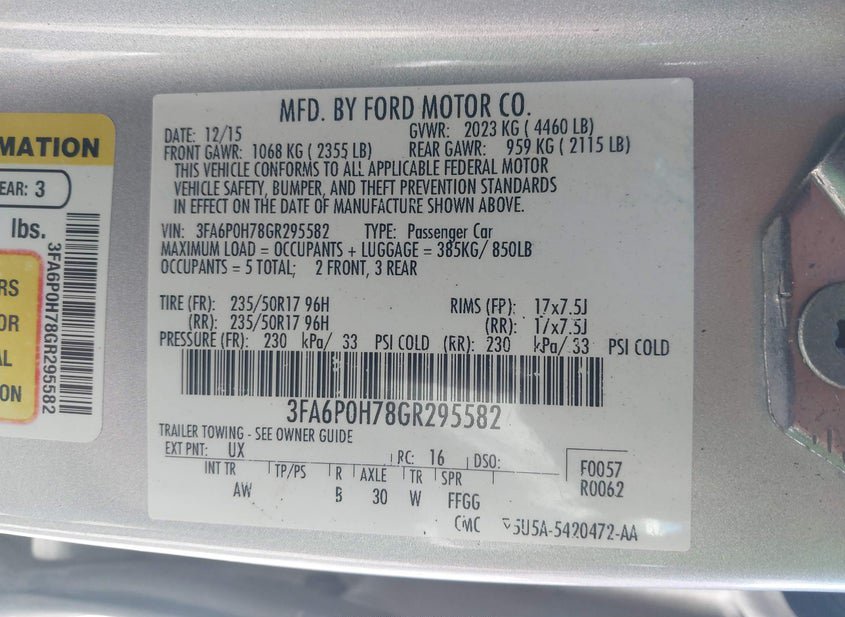 MATION
EAR: 3
lbs.
RS
OR
AL
ON
3FA6P0H78GR295582
MFD. BY FORD MOTOR CO.
DATE: 12/15 GVWR: 2023 KG ( 4460 LB)
FRONT GAWR: 1068 KG ( 2355 LB) REAR GAWR: 959 KG ( 2115 LB)
THIS VEHICLE CONFORMS TO ALL APPLICABLE FEDERAL MOTOR
VEHICLE SAFETY, BUMPER, AND THEFT PREVENTION STANDARDS
IN EFFECT ON THE DATE OF MANUFACTURE SHOWN ABOVE.
VIN: 3FA6P0H78GR295582 TYPE: Passenger Car
MAXIMUM LOAD = OCCUPANTS + LUGGAGE = 385KG/ 850LB
OCCUPANTS = 5 TOTAL; 2 FRONT, 3 REAR
TIRE (FR): 235/50R17 96H RIMS (FP): 17x7.5J
(RR): 235/50R17 96H (RR): 17x7.5J
PRESSURE (FR): 230 kPa/ 33 PSI COLD (RR): 230 kPa/ 33 PSI COLD
3FA6P0H78GR295582
TRAILER TOWING - SEE OWNER GUIDE
EXT PNT: UX RC: 16 DSO: F0057
INT TR TP/PS R AXLE TR SPR R0062
AW B 30 W FFGG
CMC 5U5A-5420472-AA